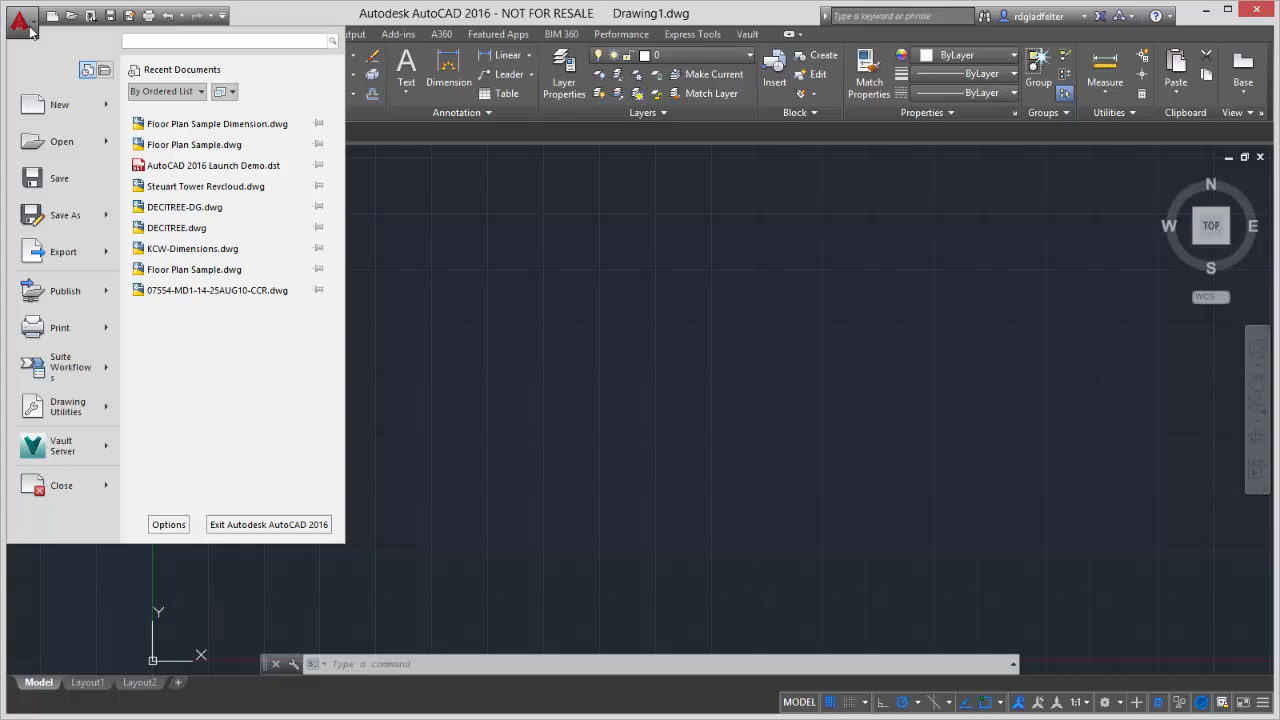 Autodesk AutoCAD 2016 - NOT FOR RESALE Drawing1.dwg
Type a keyword or phrase
rdgladfelter
Add-ins A360 Featured Apps BIM 360 Performance Express Tools Vault
Text
Dimension
Linear
Leader
Table
Annotation
Layer
Properties
0
Make Current
Match Layer
Layers
Insert
Create
Edit
Block
Match
Properties
ByLayer
ByLayer
ByLayer
Properties
Group
Groups
Measure
Utilities
Paste
Clipboard
Base
View
Recent Documents
By Ordered List
New
Open
Save
Save As
Export
Publish
Print
Suite
Workflow
s
Drawing
Utilities
Vault
Server
Close
Floor Plan Sample Dimension.dwg
Floor Plan Sample.dwg
DST
AutoCAD 2016 Launch Demo.dst
Steuart Tower Revcloud.dwg
DECITREE-DG.dwg
DECITREE.dwg
KCW-Dimensions.dwg
Floor Plan Sample.dwg
07554-MD1-14-25AUG10-CCR.dwg
Options
Exit Autodesk AutoCAD 2016
N
W
TOP
E
S
WCS
Y
X
Type a command
Model Layout1 Layout2 +
MODEL
1:1